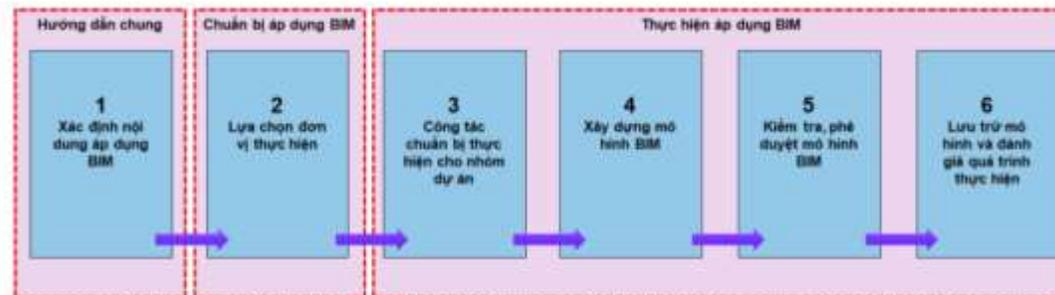 Hướng dẫn chung
Chuẩn bị áp dụng BIM
Thực hiện áp dụng BIM
1
Xác định nội
dung áp dụng
BIM
2
Lựa chọn đơn
vị thực hiện
3
Công tác
chuẩn bị thực
hiện cho nhóm
dự án
4
Xây dựng mô
hình BIM
5
Kiểm tra, phê
duyệt mô hình
BIM
6
Lưu trữ mô
hình và đánh
giá quá trình
thực hiện